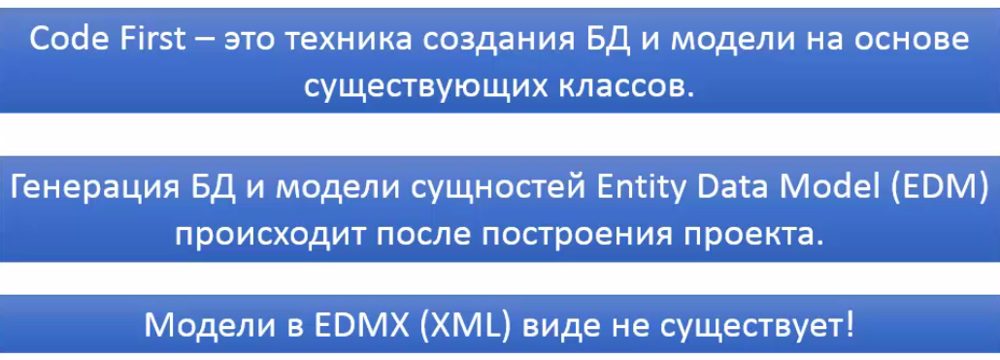 Code First – это техника создания БД и модели на основе
существующих классов.
Генерация БД и модели сущностей Entity Data Model (EDM)
происходит после построения проекта.
Модели в EDMX (XML) виде не существует!